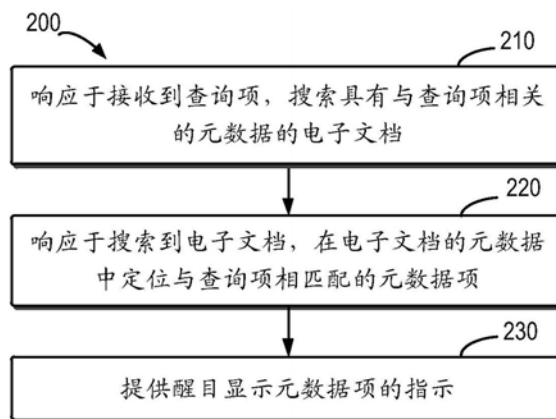 200
210
响应于接收到查询项，搜索具有与查询项相关
的元数据的电子文档
220
响应于搜索到电子文档，在电子文档的元数据
中定位与查询项相匹配的元数据项
230
提供醒目显示元数据项的指示